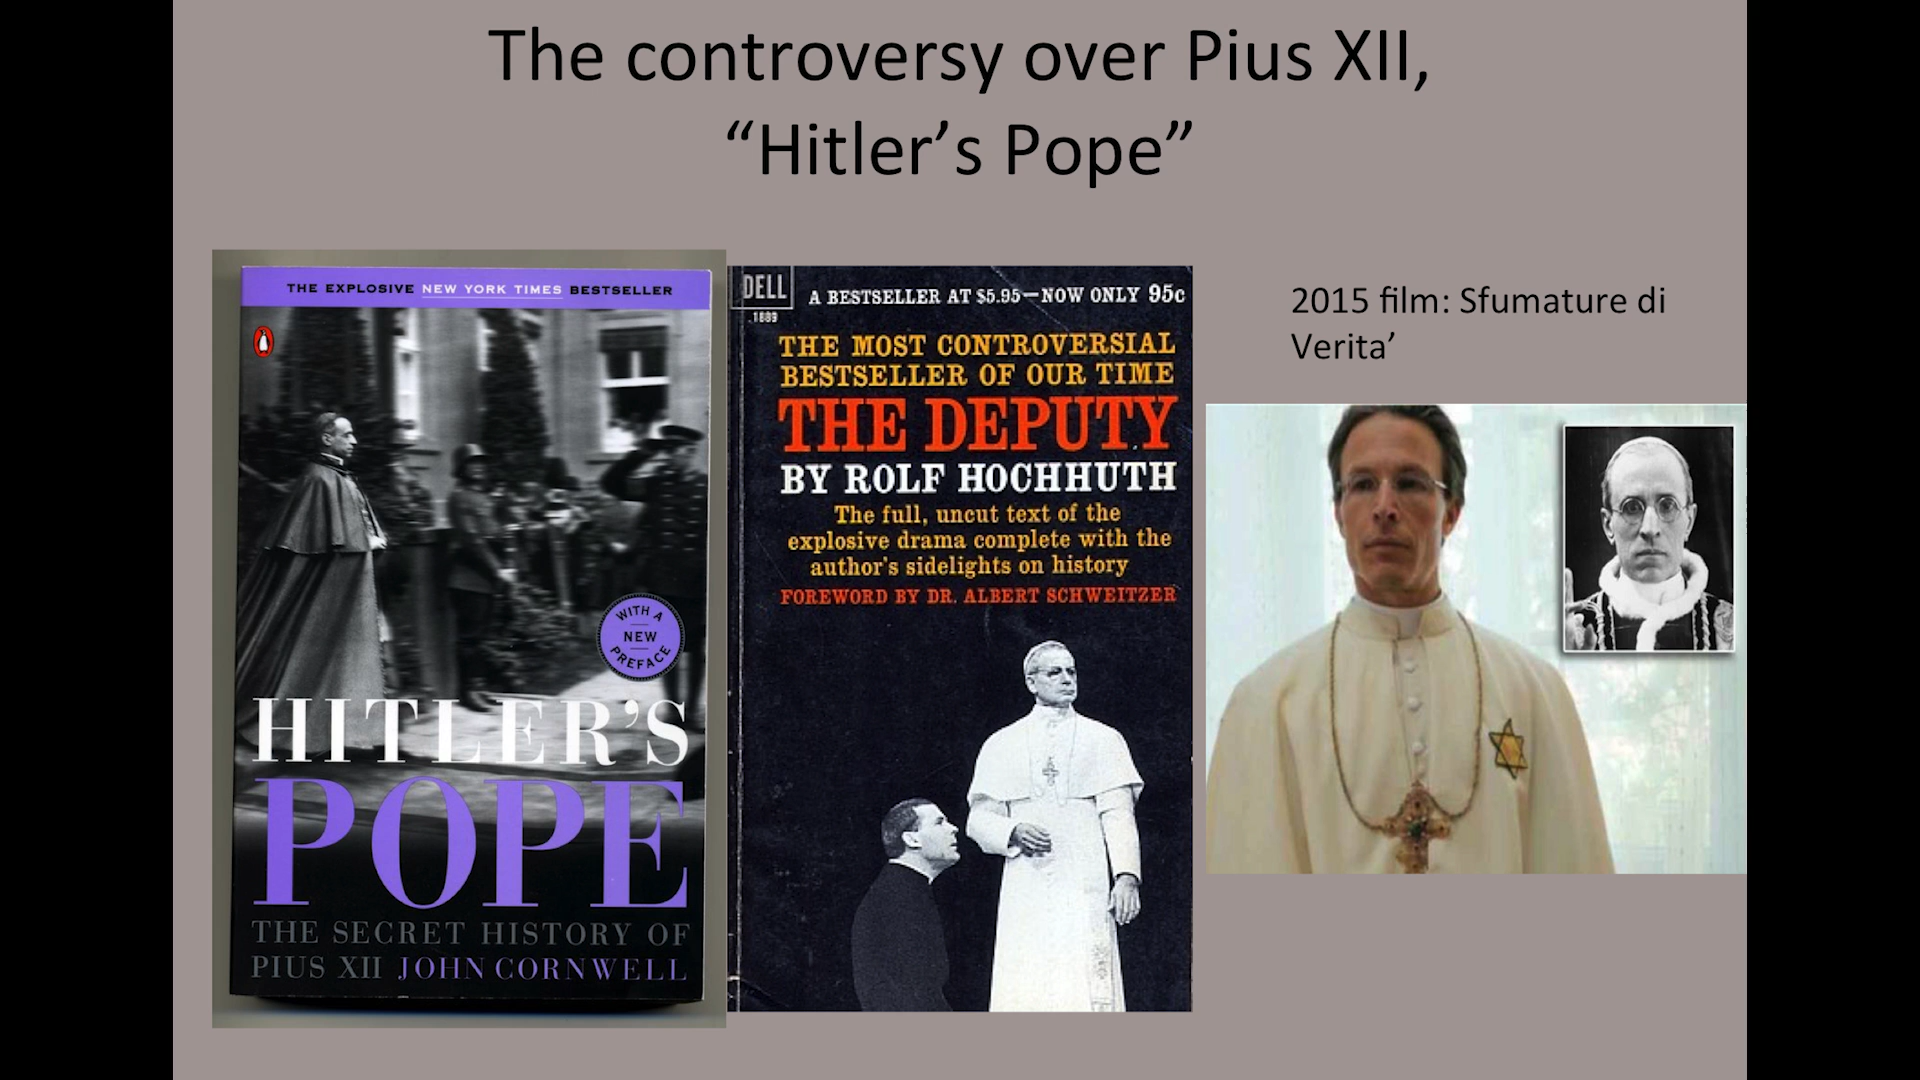 The controversy over Pius XII,
“Hitler’s Pope”
THE EXPLOSIVE NEW YORK TIMES BESTSELLER
WITH A
NEW
PREFACE
HITLER’S
POPE
THE SECRET HISTORY OF
PIUS XII JOHN CORNWELL
DELL
1889
A BESTSELLER AT $5.95—NOW ONLY 95c
THE MOST CONTROVERSIAL
BESTSELLER OF OUR TIME
THE DEPUTY
BY ROLF HOCHHUTH
The full, uncut text of the
explosive drama complete with the
author's sidelights on history
FOREWORD BY DR. ALBERT SCHWEITZER
2015 film: Sfumature di
Verita’